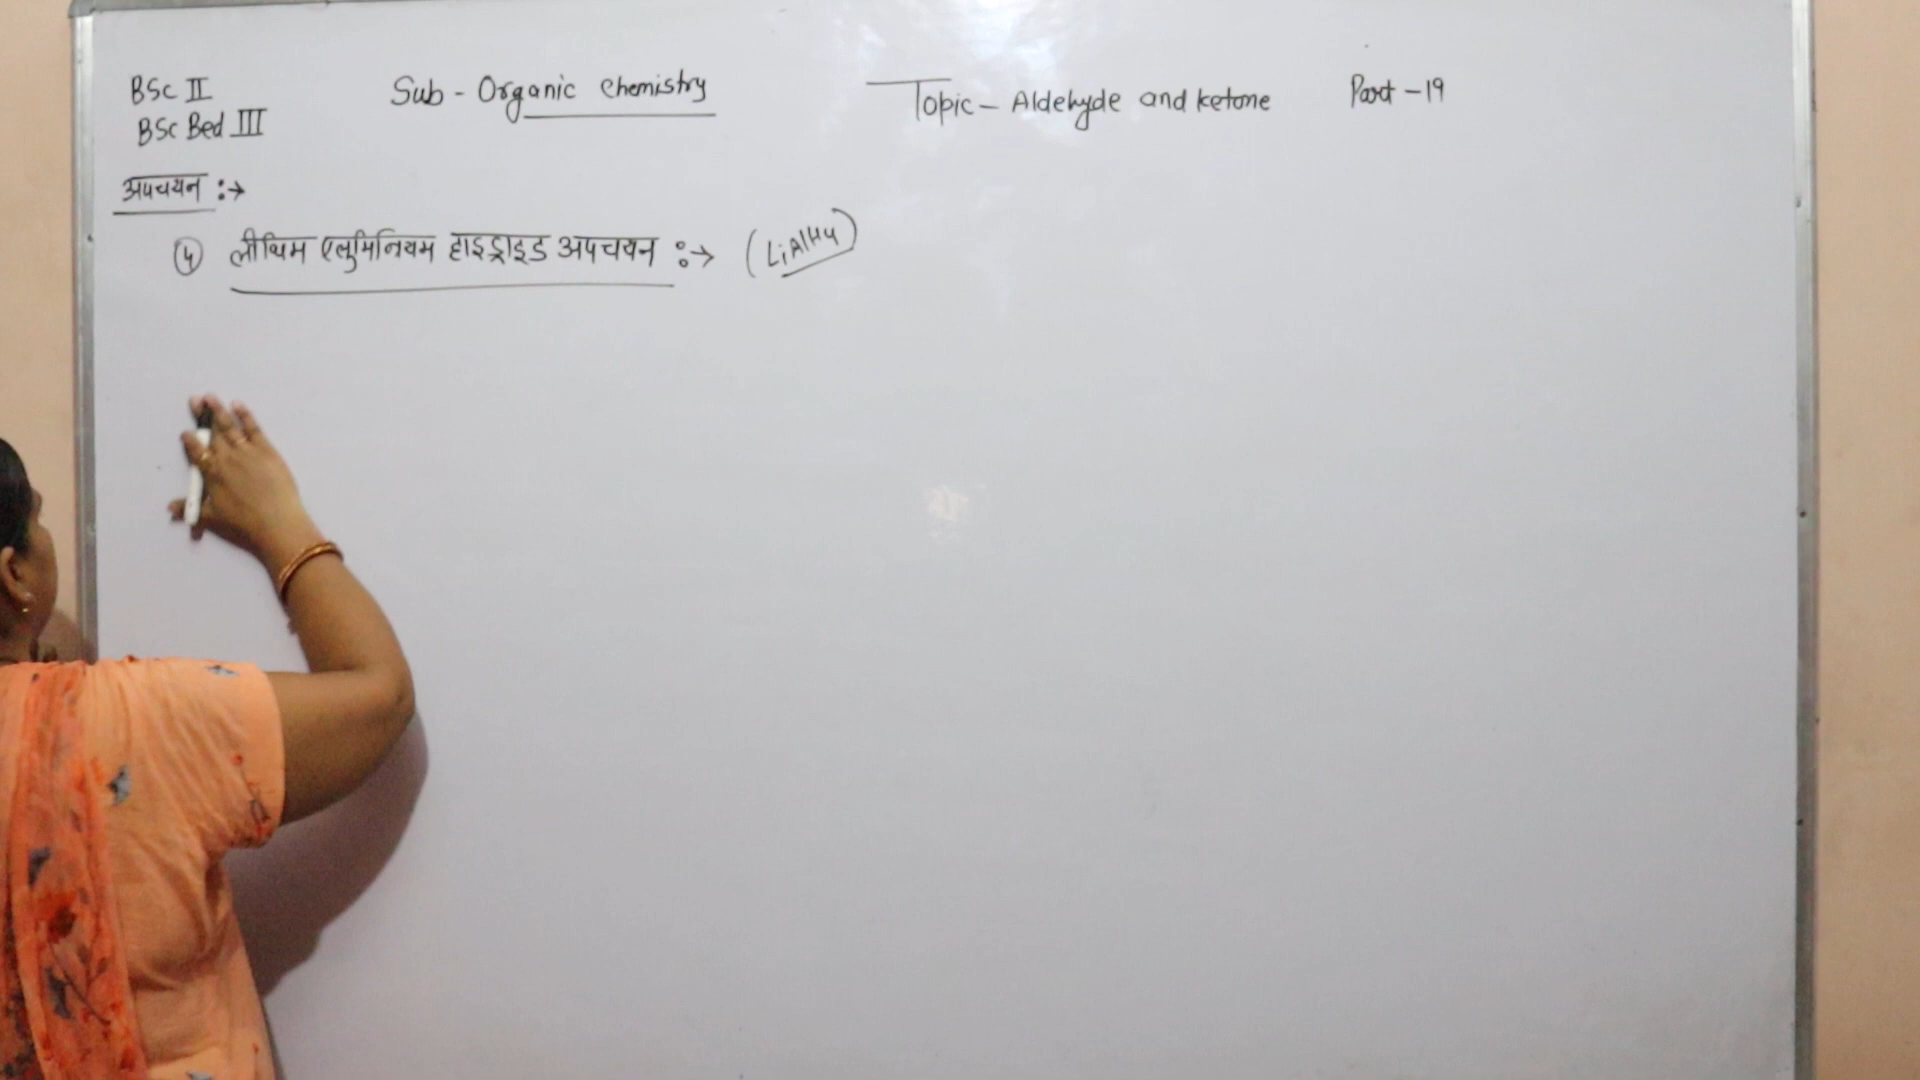 BSc II Sub - Organic Chemistry Topic - Aldehyde and ketone Part - 19
BSc Bed III
अपचयन :→
④ लीथियम एलुमिनियम हाइड्राइड अपचयन :→ (LiAlH4)